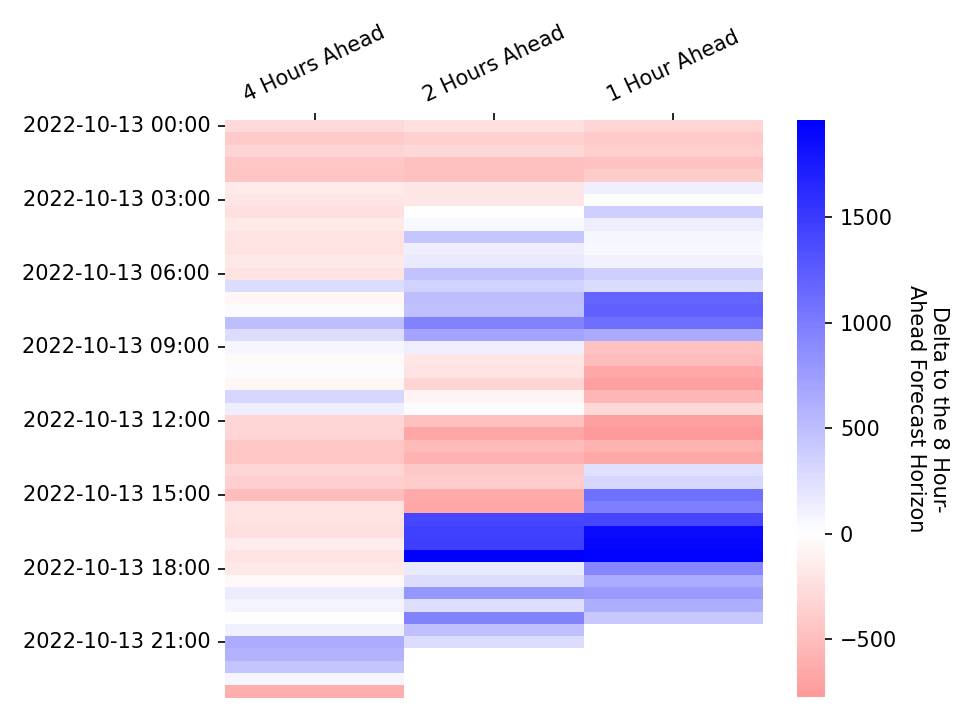 4 Hours Ahead
2 Hours Ahead
1 Hour Ahead
2022-10-13 00:00
2022-10-13 03:00
2022-10-13 06:00
2022-10-13 09:00
2022-10-13 12:00
2022-10-13 15:00
2022-10-13 18:00
2022-10-13 21:00
1500
1000
500
0
−500
Delta to the 8 Hour-
Ahead Forecast Horizon